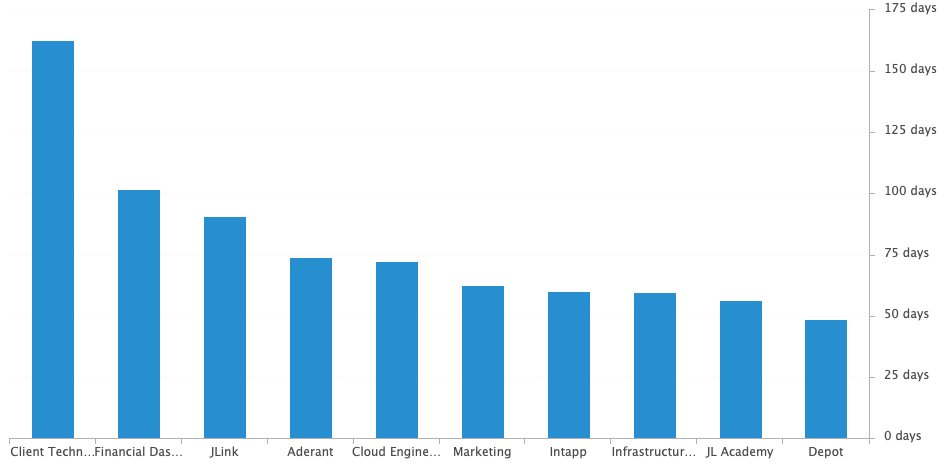 175 days
150 days
125 days
100 days
75 days
50 days
25 days
0 days
Client Techn... Financial Das... JLink Aderant Cloud Engine... Marketing Intapp Infrastructur... JL Academy Depot